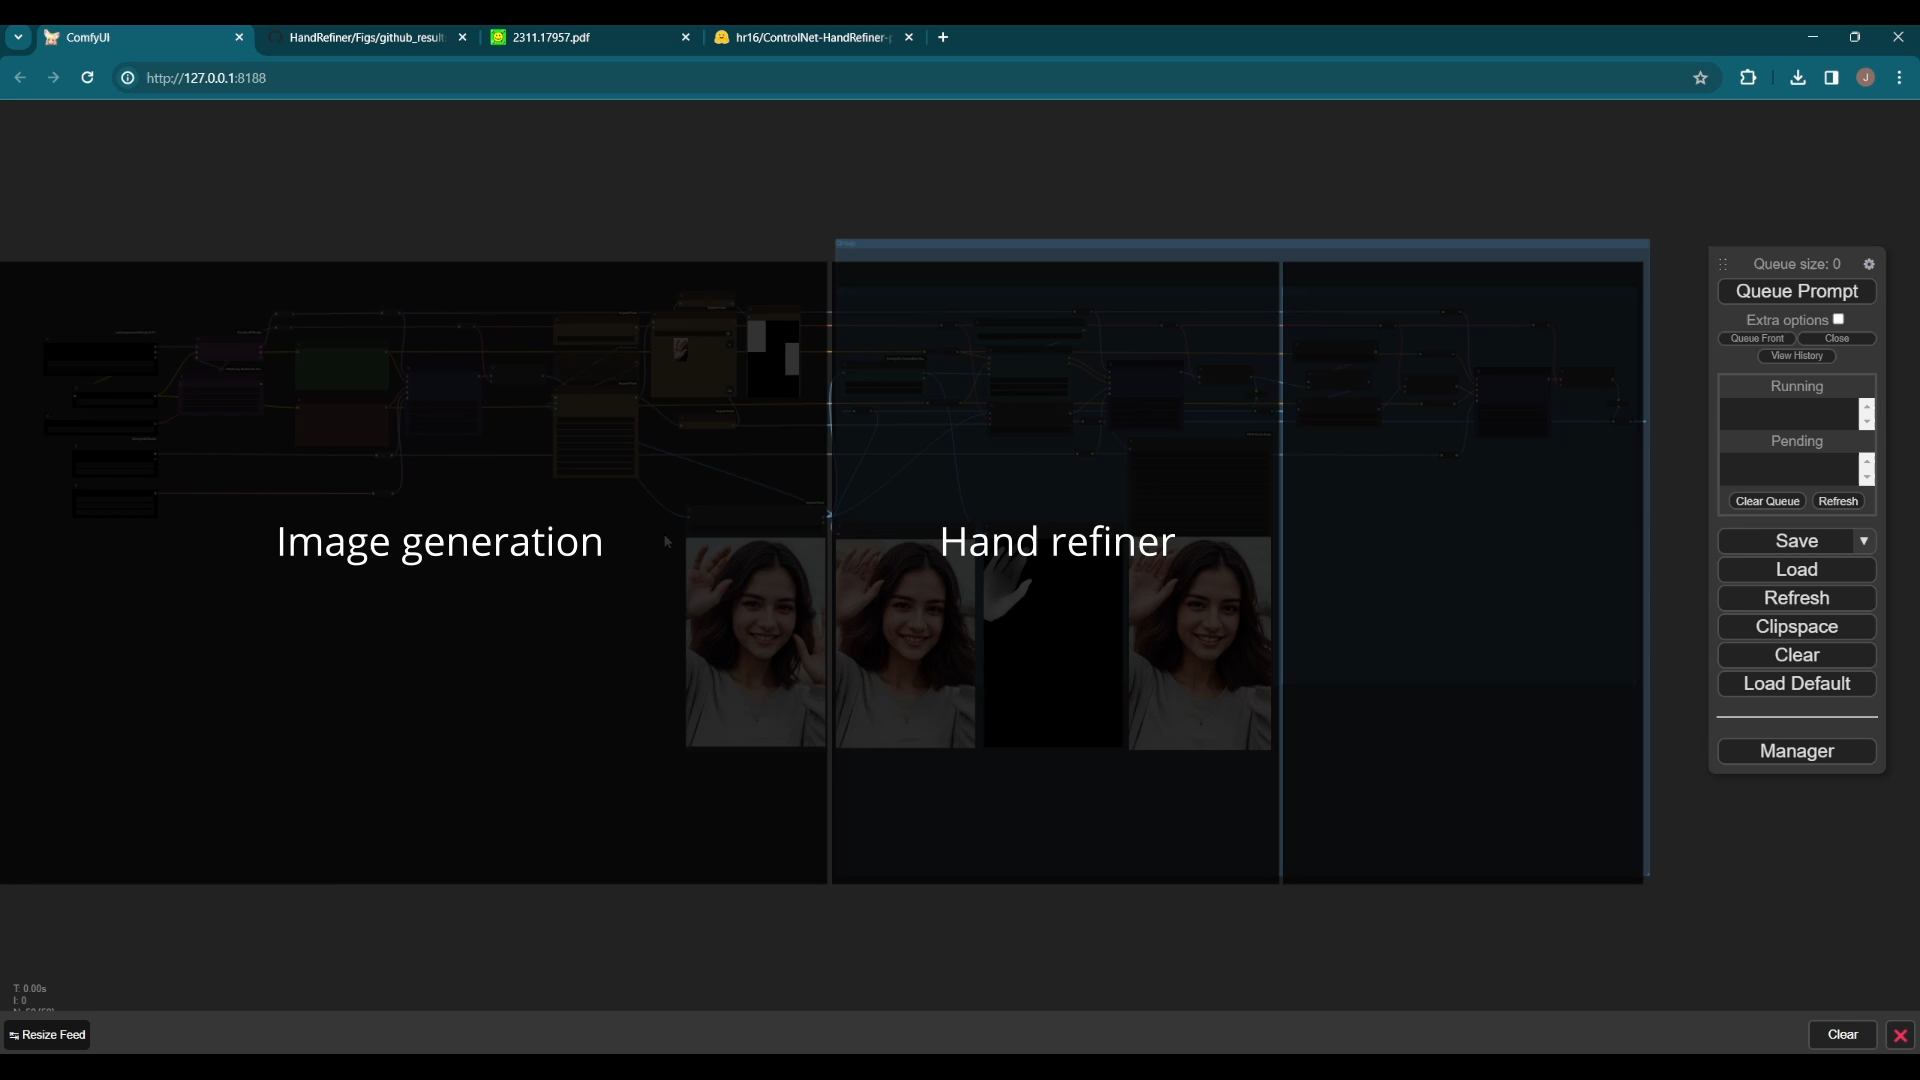 ComfyUI
HandRefiner/Figs/github_result
2311.17957.pdf
hr16/ControlNet-HandRefiner-
http://127.0.0.1:8188
J
Queue size: 0
Queue Prompt
Extra options
Queue Front
Close
View History
Running
Pending
Clear Queue
Refresh
Save
Load
Refresh
Clipspace
Clear
Load Default
Manager
Image generation
Hand refiner
T: 0.00s
I: 0
Resize Feed
Clear